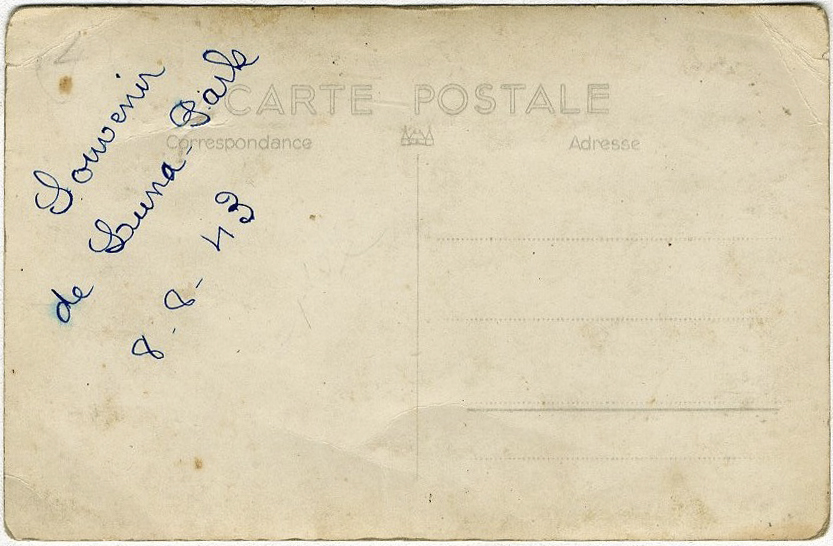 CARTE POSTALE
Correspondance
Adresse
Souvenir
de Luna-Park
8-8-43